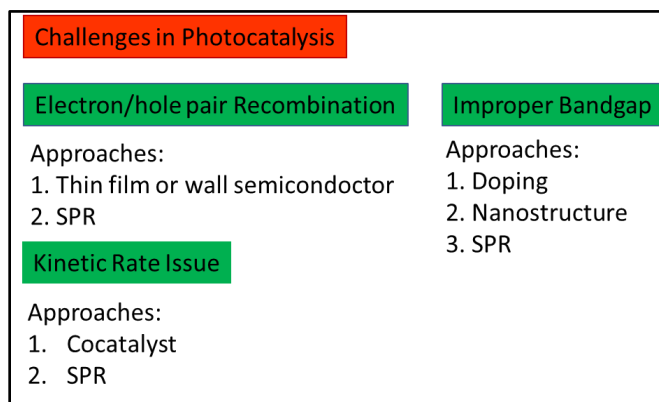 Challenges in Photocatalysis
Electron/hole pair Recombination
Approaches:
1. Thin film or wall semicondoctor
2. SPR
Kinetic Rate Issue
Approaches:
1. Cocatalyst
2. SPR
Improper Bandgap
Approaches:
1. Doping
2. Nanostructure
3. SPR